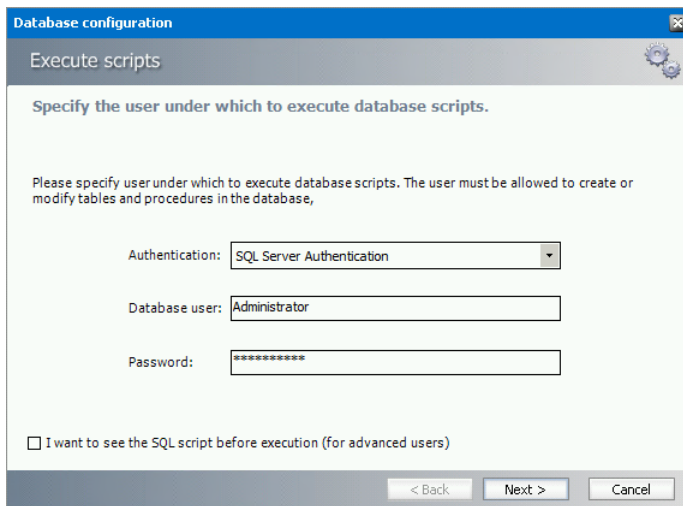 Database configuration
Execute scripts
Specify the user under which to execute database scripts.
Please specify user under which to execute database scripts. The user must be allowed to create or
modify tables and procedures in the database,
Authentication: SQL Server Authentication
Database user: Administrator
Password: **********
I want to see the SQL script before execution (for advanced users)
< Back Next > Cancel